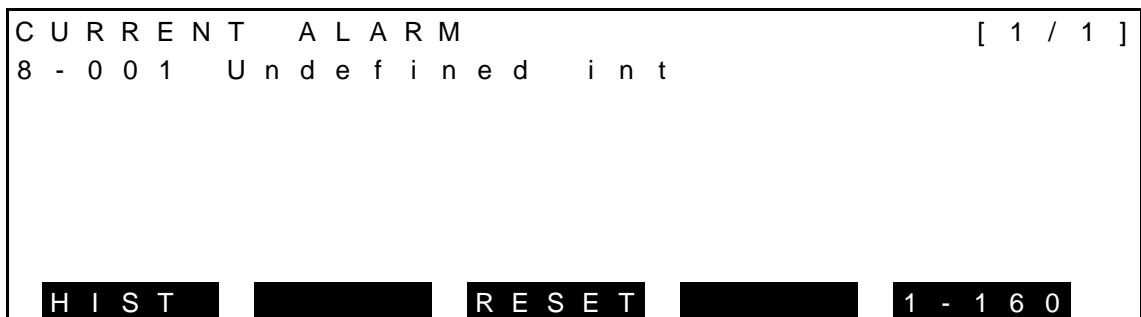 CURRENT ALARM [1/1]
8-001 Undefined int
HIST RESET 1-160